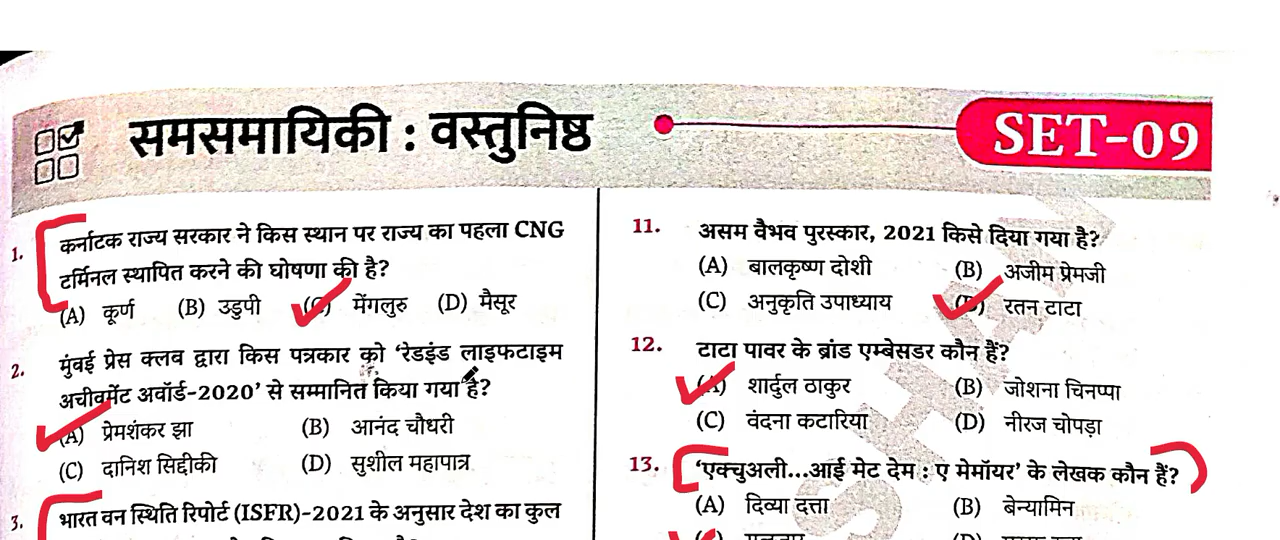 समसमायिकी : वस्तुनिष्ठ
SET-09
1. कर्नाटक राज्य सरकार ने किस स्थान पर राज्य का पहला CNG
टर्मिनल स्थापित करने की घोषणा की है?
(A) कूर्ण (B) उडुपी (C) मेंगलुरु (D) मैसूर
2. मुंबई प्रेस क्लब द्वारा किस पत्रकार को ‘रेडइंड लाइफटाइम
अचीवमेंट अवॉर्ड-2020’ से सम्मानित किया गया है?
(A) प्रेमशंकर झा (B) आनंद चौधरी
(C) दानिश सिद्दीकी (D) सुशील महापात्र
3. भारत वन स्थिति रिपोर्ट (ISFR)-2021 के अनुसार देश का कुल
11. असम वैभव पुरस्कार, 2021 किसे दिया गया है?
(A) बालकृष्ण दोशी (B) अजीम प्रेमजी
(C) अनुकृति उपाध्याय (D) रतन टाटा
12. टाटा पावर के ब्रांड एम्बेसडर कौन हैं?
(A) शार्दुल ठाकुर (B) जोशना चिनप्पा
(C) वंदना कटारिया (D) नीरज चोपड़ा
13. ‘एक्चुअली...आई मेट देम : ए मेमॉयर’ के लेखक कौन हैं?
(A) दिव्या दत्ता (B) बेन्यामिन